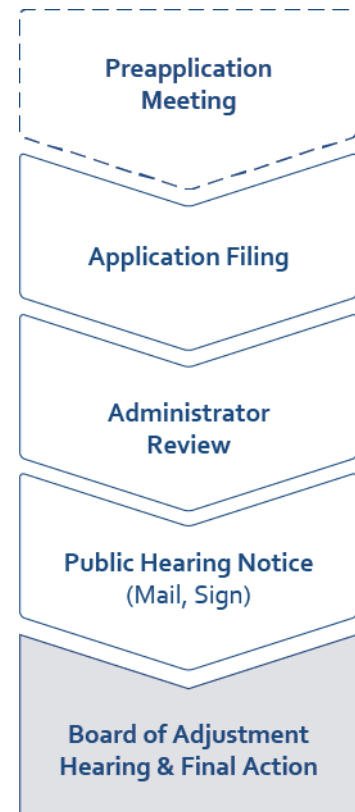 Preapplication
Meeting
Application Filing
Administrator
Review
Public Hearing Notice
(Mail, Sign)
Board of Adjustment
Hearing & Final Action